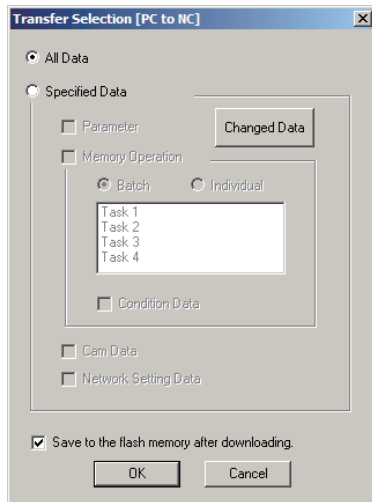 Transfer Selection [PC to NC]
All Data
Specified Data
Parameter
Changed Data
Memory Operation
Batch Individual
Task 1
Task 2
Task 3
Task 4
Condition Data
Cam Data
Network Setting Data
Save to the flash memory after downloading.
OK Cancel